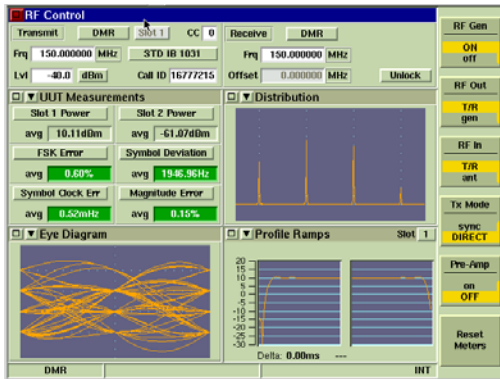 RF Control
Transmit DMR Slot 1 CC 0 Receive DMR
Frq 150.000000 MHz STD IB 1031 Frq 150.000000 MHz
Lvl -40.0 dBm Call ID 16777215 Offset 0.000000 MHz Unlock
UUT Measurements
Slot 1 Power Slot 2 Power
avg 10.11dBm avg -61.07dBm
FSK Error Symbol Deviation
avg 0.60% avg 1946.96Hz
Symbol Clock Err Magnitude Error
avg 0.52mHz avg 0.15%
Distribution
Eye Diagram
Profile Ramps Slot 1
20
15
10
5
0
-5
-10
-15
-20
-25
-30
Delta: 0.00ms ---
DMR INT
RF Gen
ON
off
RF Out
T/R
gen
RF In
T/R
ant
Tx Mode
sync
DIRECT
Pre-Amp
on
OFF
Reset
Meters